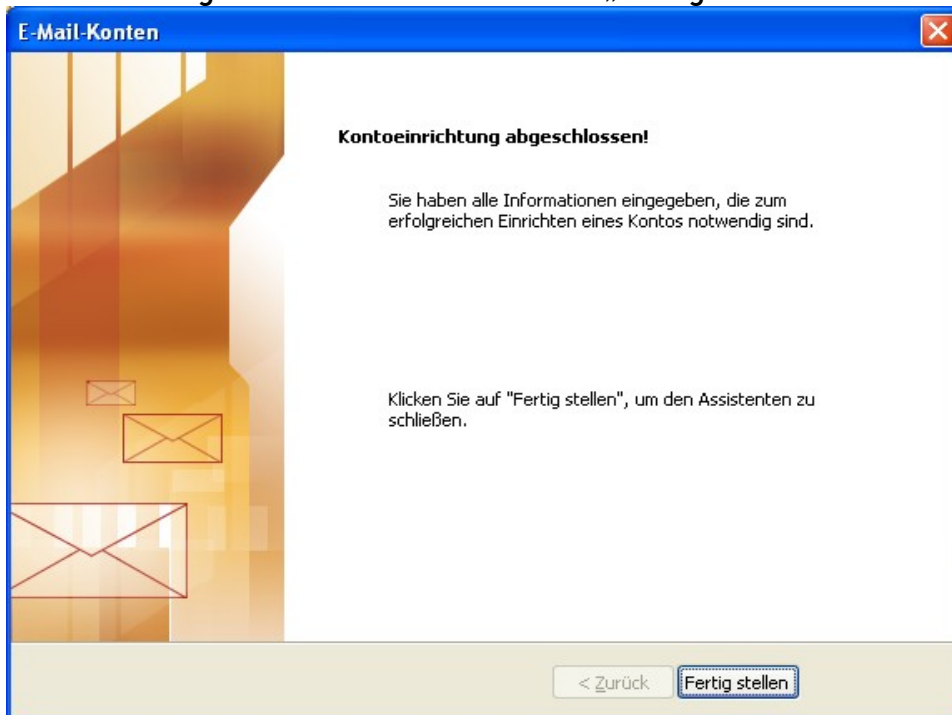 E-Mail-Konten
Kontoeinrichtung abgeschlossen!
Sie haben alle Informationen eingegeben, die zum
erfolgreichen Einrichten eines Kontos notwendig sind.
Klicken Sie auf "Fertig stellen", um den Assistenten zu
schließen.
< Zurück
Fertig stellen